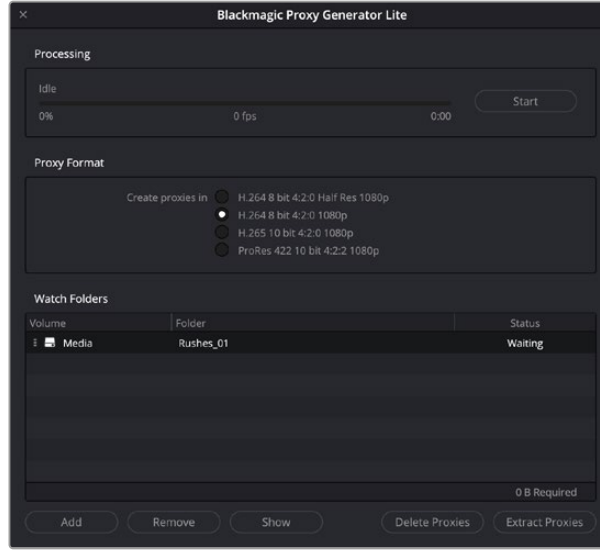 Blackmagic Proxy Generator Lite
Processing
Idle
0% 0 fps 0:00
Start
Proxy Format
Create proxies in H.264 8 bit 4:2:0 Half Res 1080p
H.264 8 bit 4:2:0 1080p
H.265 10 bit 4:2:0 1080p
ProRes 422 10 bit 4:2:2 1080p
Watch Folders
Volume Folder Status
Media Rushes_01 Waiting
0 B Required
Add Remove Show Delete Proxies Extract Proxies